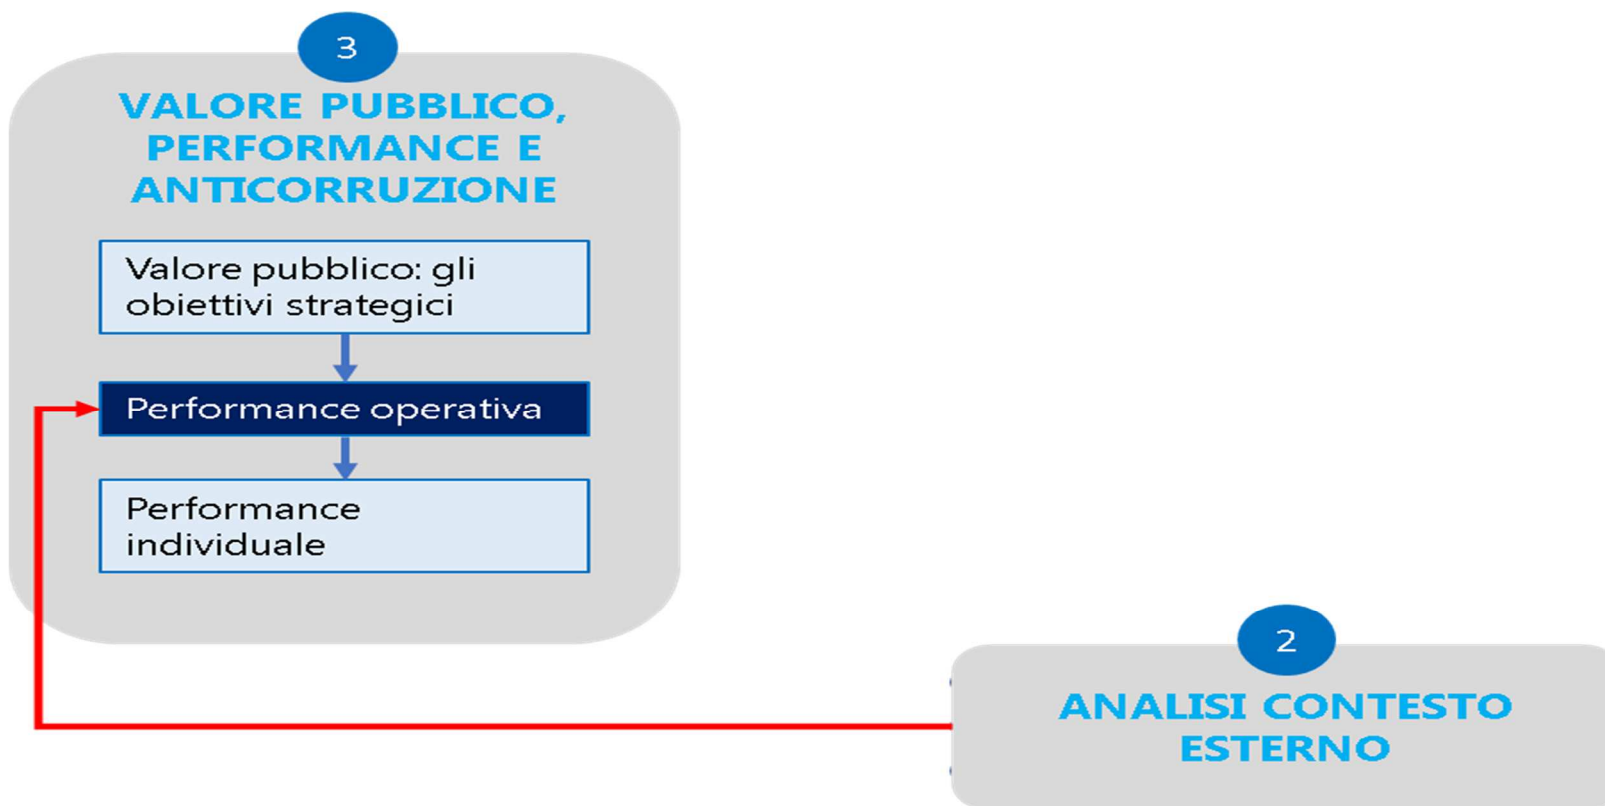 3
VALORE PUBBLICO,
PERFORMANCE E
ANTICORRUZIONE
Valore pubblico: gli
obiettivi strategici
Performance operativa
Performance
individuale
2
ANALISI CONTESTO
ESTERNO